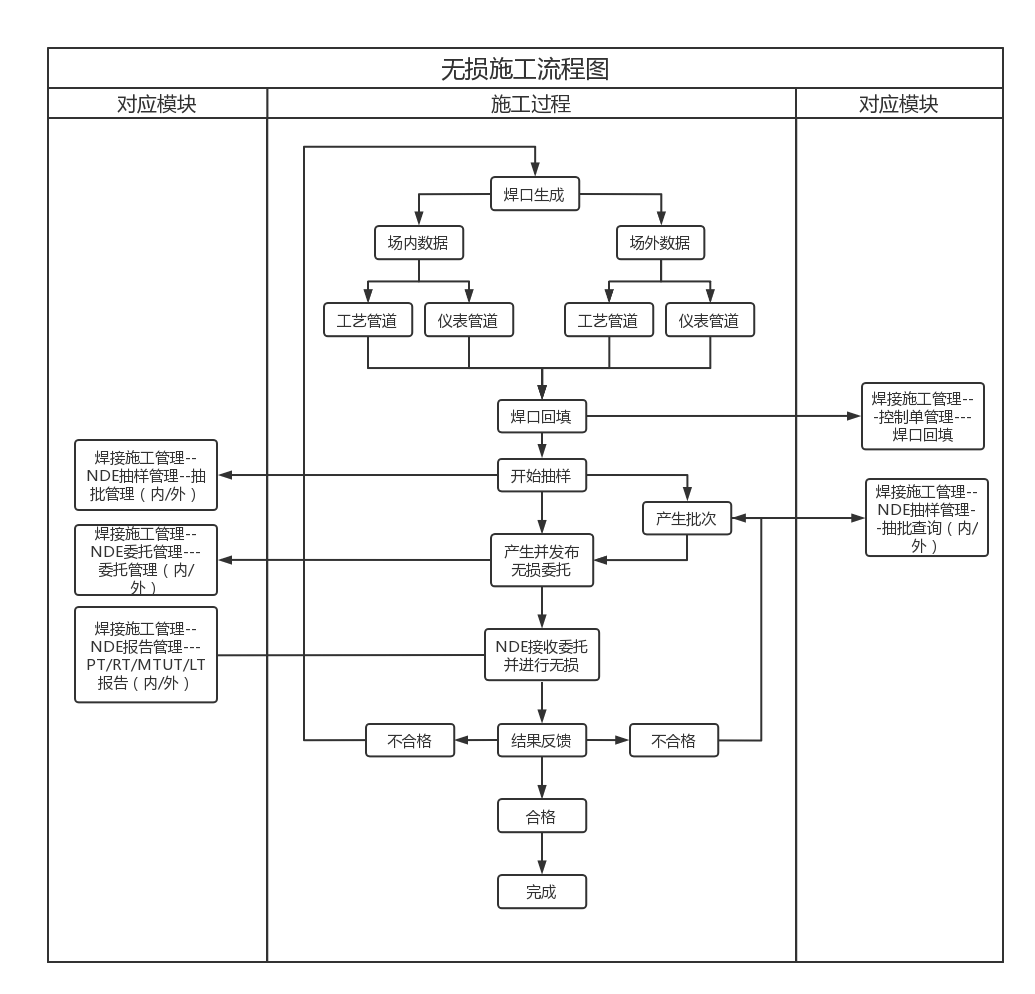 无损施工流程图
对应模块
施工过程
对应模块
焊口生成
场内数据
场外数据
工艺管道
仪表管道
工艺管道
仪表管道
焊口回填
焊接施工管理--
-控制单管理---
焊口回填
焊接施工管理--
NDE抽样管理--抽
批管理（内/外）
开始抽样
产生批次
焊接施工管理--
NDE抽样管理-
-抽批查询（内/
外）
焊接施工管理--
NDE委托管理---
委托管理（内/
外）
产生并发布
无损委托
焊接施工管理--
NDE报告管理---
PT/RT/MTUT/LT
报告（内/外）
NDE接收委托
并进行无损
不合格
结果反馈
不合格
合格
完成